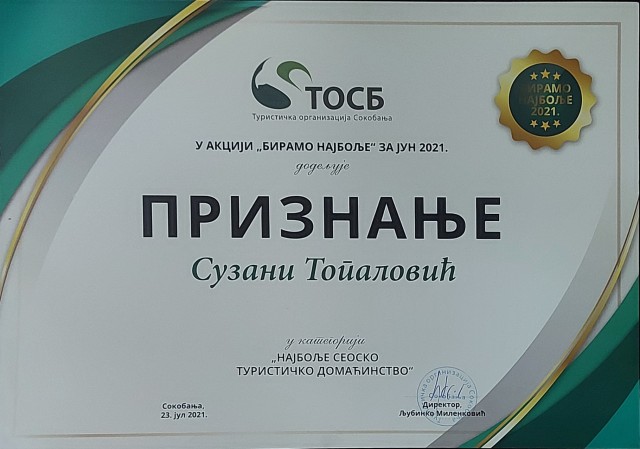 ТОСБ
Туристичка организација Сокобања
БИРАМО
НАЈБОЉЕ
2021.
У АКЦИЈИ „БИРАМО НАЈБОЉЕ“ ЗА ЈУН 2021.
додељује
ПРИЗНАЊЕ
Сузани Топаловић
у категорији
„НАЈБОЉЕ СЕОСКО
ТУРИСТИЧКО ДОМАЋИНСТВО“
Сокобања,
23. јул 2021.
Директор,
Љубинко Миленковић